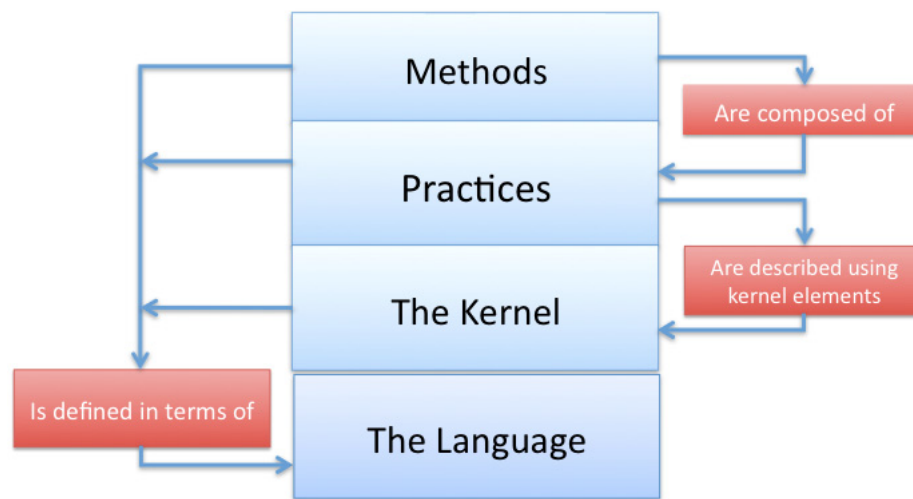 Methods
Are composed of
Practices
Are described using
kernel elements
The Kernel
Is defined in terms of
The Language